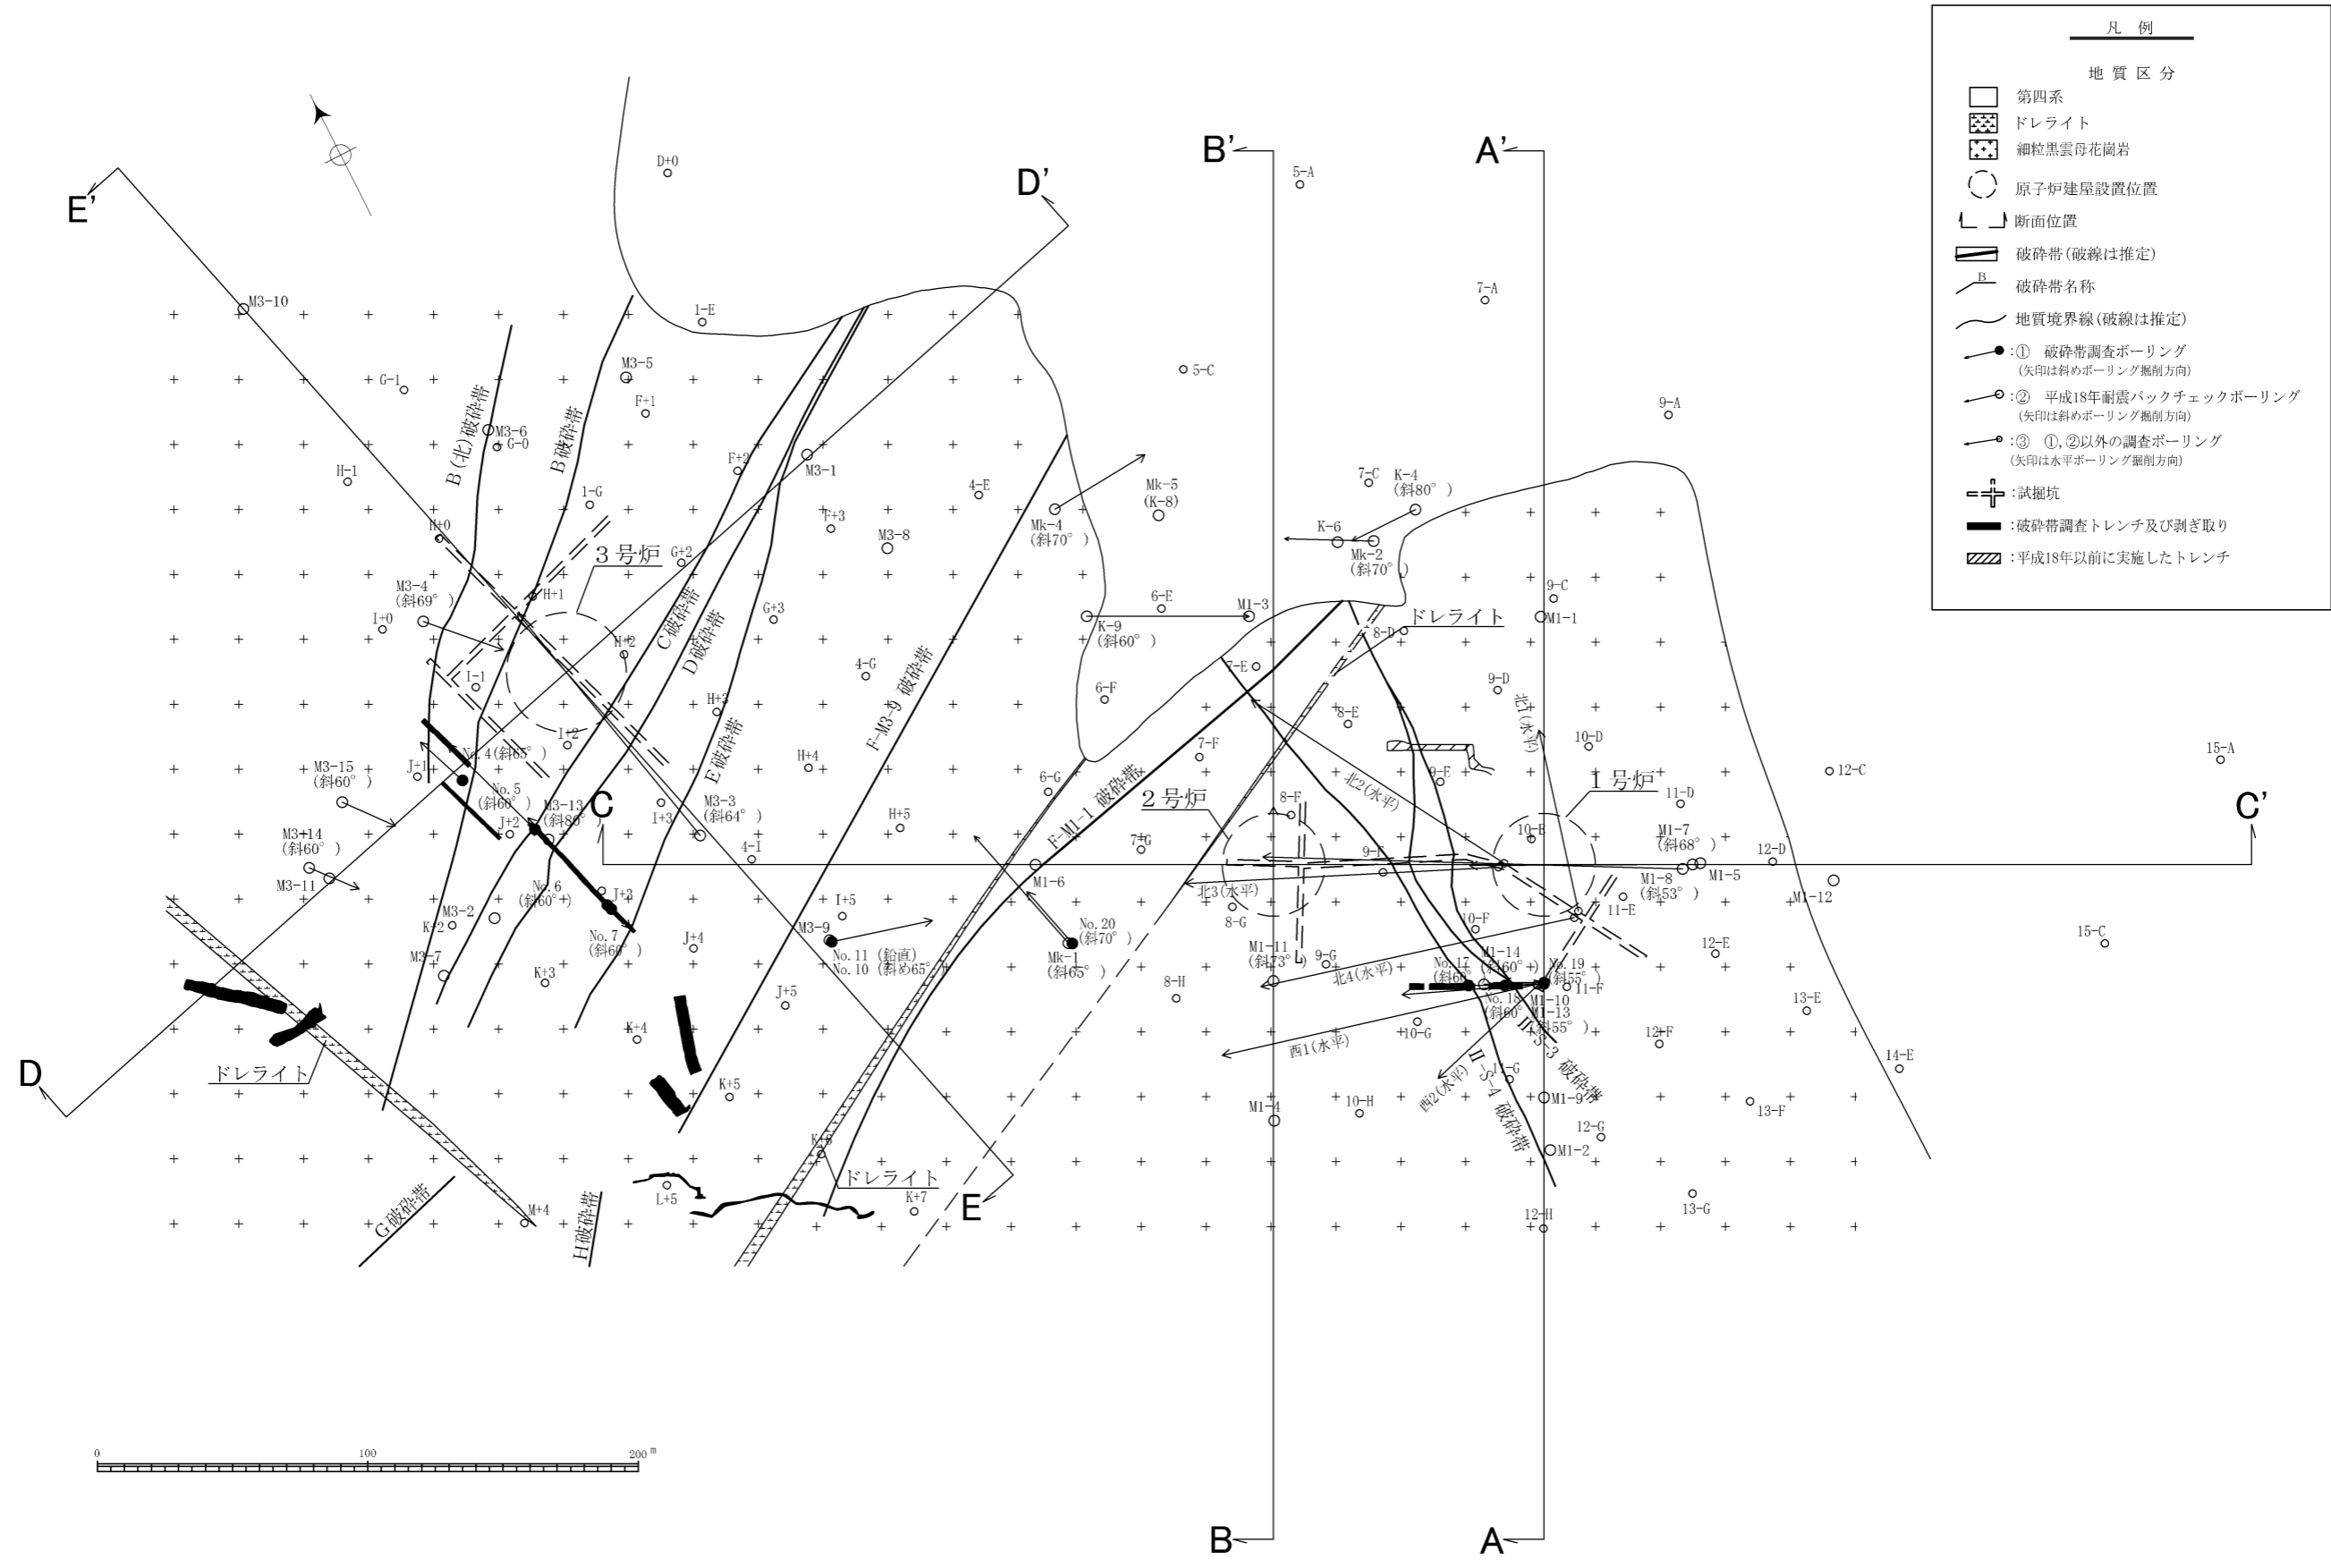 凡 例
地 質 区 分
第四系
ドレライト
細粒黒雲母花崗岩
原子炉建屋設置位置
断面位置
破砕帯(破線は推定)
B
破砕帯名称
地質境界線(破線は推定)
:① 破砕帯調査ボーリング
(矢印は斜めボーリング掘削方向)
:② 平成18年耐震バックチェックボーリング
(矢印は斜めボーリング掘削方向)
:③ ①,②以外の調査ボーリング
(矢印は水平ボーリング掘削方向)
:試掘坑
:破砕帯調査トレンチ及び剥ぎ取り
:平成18年以前に実施したトレンチ
B'
A'
D+0
D'
5-A
E'
M3-10
1-E
7-A
M3-5
G-1
5-C
F+1
9-A
M3-6
G-0
B(北)破砕帯
B破砕帯
H-1
F+2
M3-1
1-G
4-E
Mk-5
(K-8)
7-C
K-4
(斜80°)
F+3
Mk-4
(斜70°)
K-6
H+0
M3-8
3号炉
G+2
Mk-2
(斜70°)
M3-4
(斜69°)
I+0
H+1
C破砕帯
D破砕帯
G+3
6-E
M1-3
K-9
(斜60°)
9-C
M1-1
ドレライト
8-D
H+2
?
I-1
4-G
F-M3-9 破砕帯
7-E
6-F
9-D
H+3
E破砕帯
8-E
北1(水平)
I+2
No.4(斜65°)
H+4
7-F
10-D
15-A
M3-15
(斜60°)
J+1
No.5
(斜60°)
6-G
F-M1-1 破砕帯
北2(水平)
9-E
1号炉
12-C
C
M3-13
(斜80°)
I+3
M3-3
(斜64°)
2号炉
8-F
11-D
C'
M3-14
(斜60°)
J+2
H+5
10-E
M1-7
(斜68°)
4-I
7-G
9-F
12-D
M3-11
No.6
(斜60°)
J+3
M1-6
北3(水平)
M1-8
(斜53°)
M1-5
M1-12
M3-2
K+2
I+5
8-G
11-E
No.7
(斜60°)
J+4
M3-9
No.11 (鉛直)
No.10 (斜め65°
No.20
(斜70°)
Mk-1
(斜65°)
10-F
15-C
M1-11
(斜73°)
9-G
12-E
M3-7
K+3
北4(水平)
No.17
(斜60°
M1-14
(斜60°)
No.19
(斜55°)
11-F
J+5
8-H
No.18
(斜60°
M1-10
M1-13
(斜55°)
13-E
K+4
10-G
12-F
西1(水平)
III-S-3 破砕帯
14-E
D
ドレライト
K+5
II-S-4 破砕帯
11-G
西2(水平)
M1-9
M1-4
10-H
13-F
12-G
K+6
M1-2
ドレライト
L+5
K+7
E
13-G
G破砕帯
M+4
H破砕帯
12-H
0
100
200 m
B
A